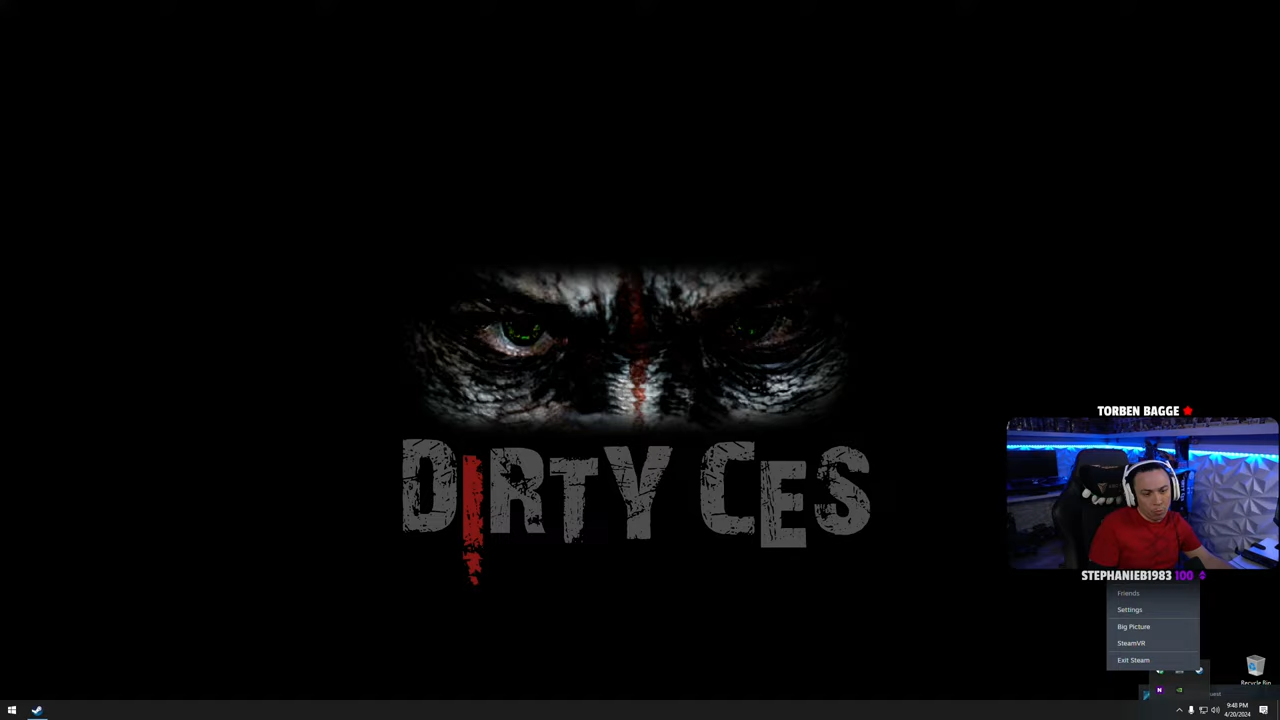 DIRTY CES
TORBEN BAGGE
STEPHANIEB1983 100
Friends
Settings
Big Picture
SteamVR
Exit Steam
Recycle Bin
9:48 PM
4/20/2024